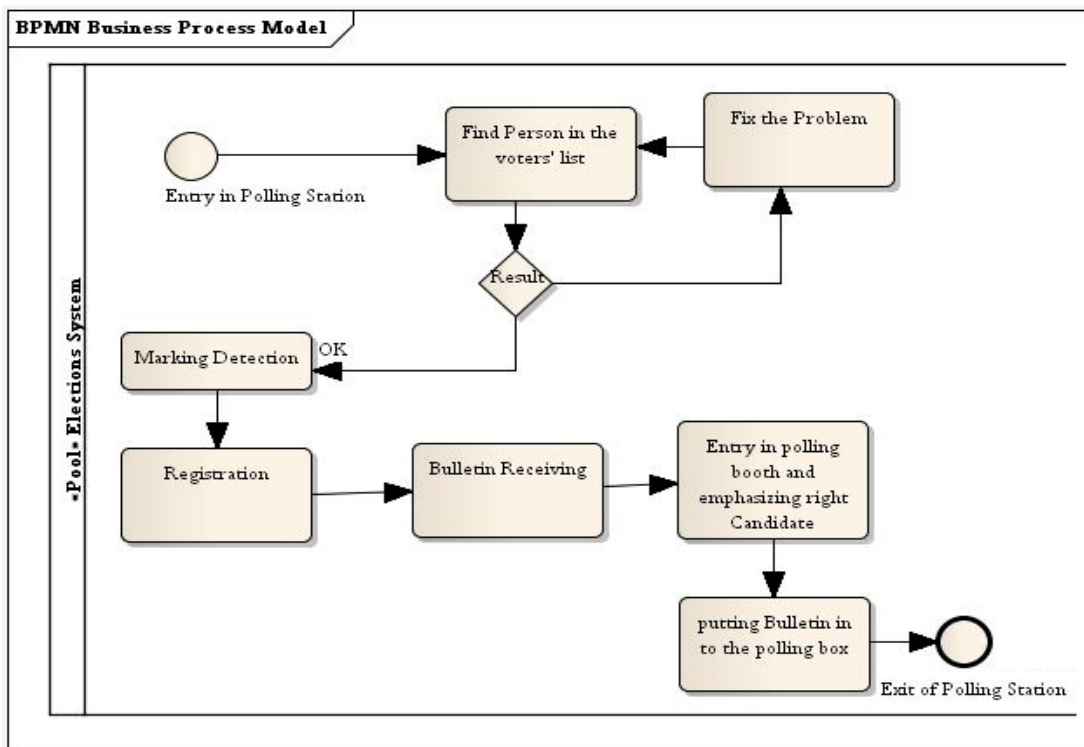 BPMN Business Process Model
«Pool» Elections System
Entry in Polling Station
Find Person in the
voters' list
Fix the Problem
Result
OK
Marking Detection
Registration
Bulletin Receiving
Entry in polling
booth and
emphasizing right
Candidate
putting Bulletin in
to the polling box
Exit of Polling Station